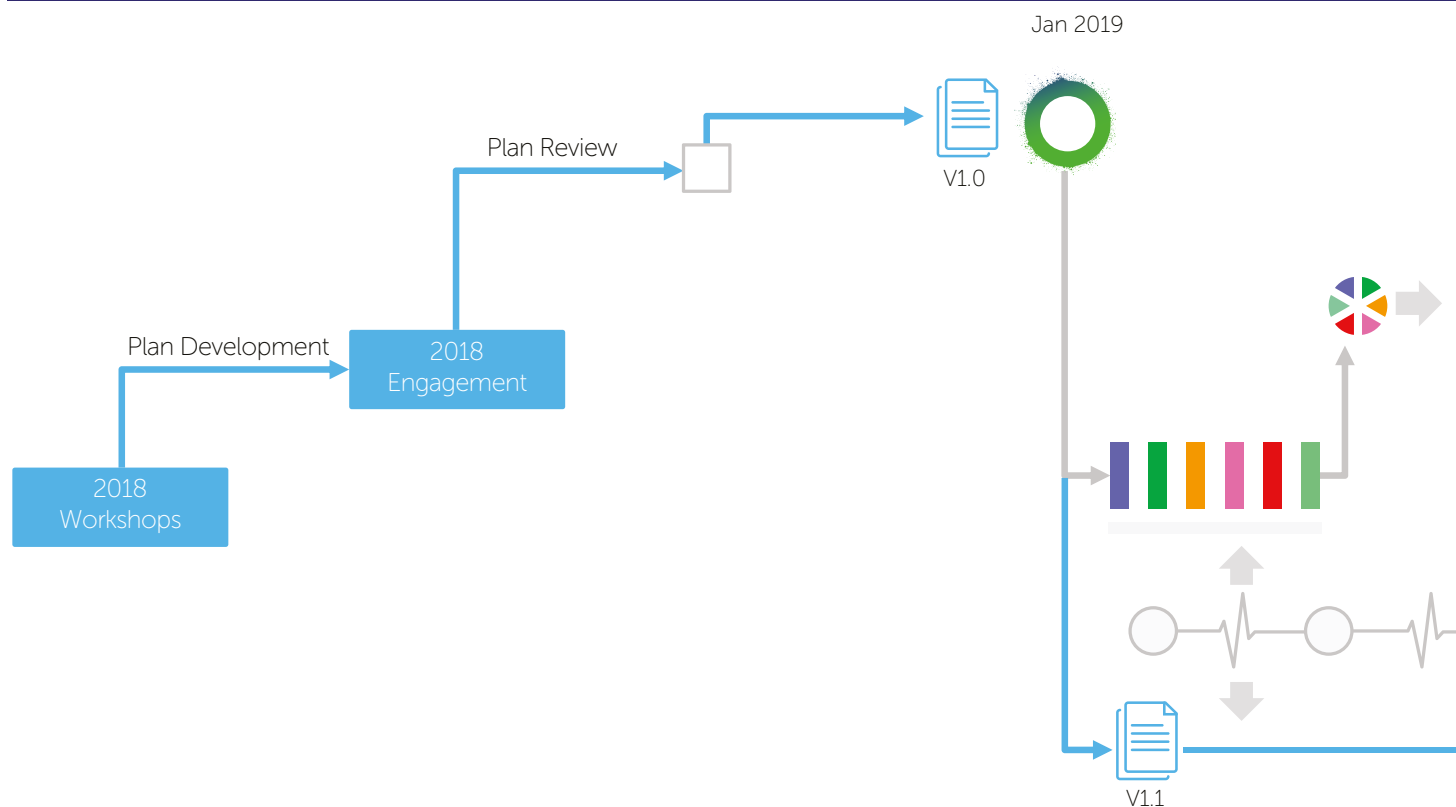 Jan 2019
Plan Review
V1.0
Plan Development
2018
Engagement
2018
Workshops
V1.1